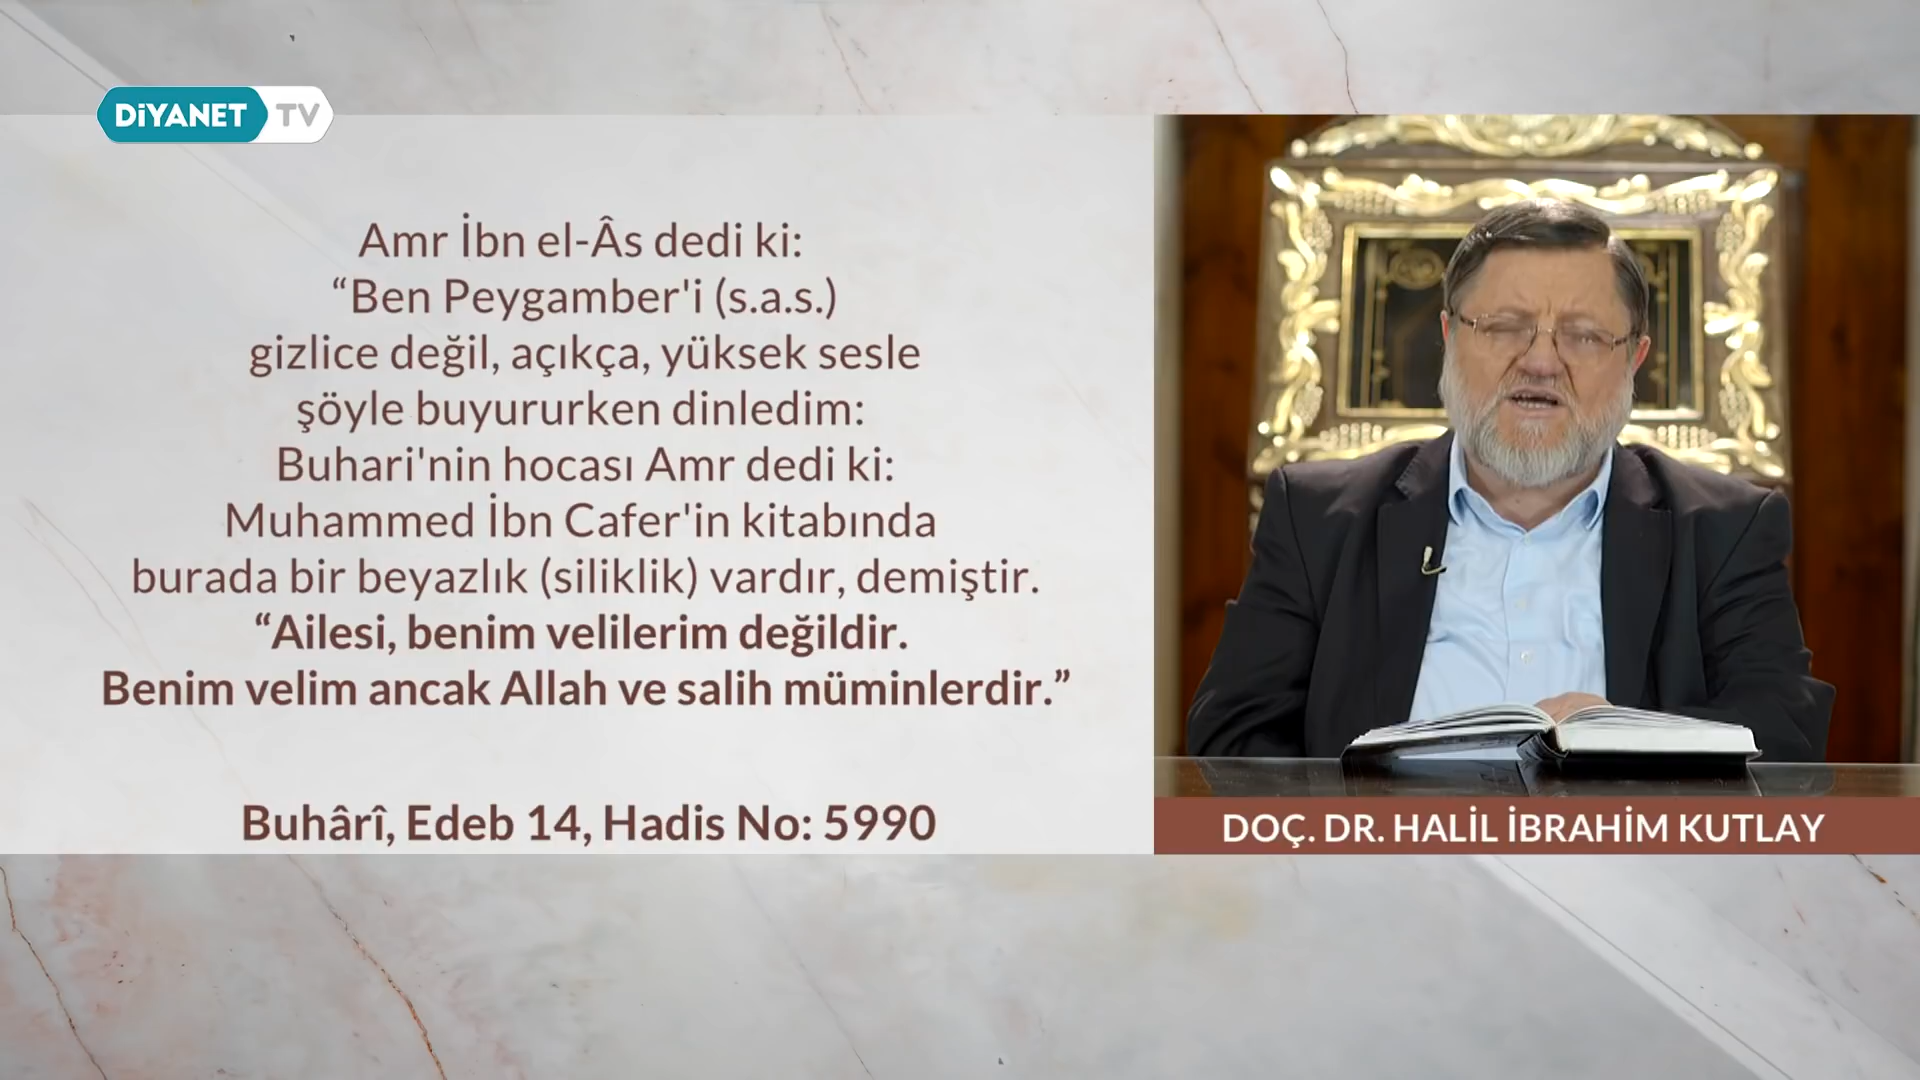 DİYANET TV
Amr İbn el-Âs dedi ki:
“Ben Peygamber'i (s.a.s.)
gizlice değil, açıkça, yüksek sesle
şöyle buyururken dinledim:
Buhari'nin hocası Amr dedi ki:
Muhammed İbn Cafer'in kitabında
burada bir beyazlık (siliklik) vardır, demiştir.
“Ailesi, benim velilerim değildir.
Benim velim ancak Allah ve salih müminlerdir.”
Buhârî, Edeb 14, Hadis No: 5990
DOÇ. DR. HALİL İBRAHİM KUTLAY